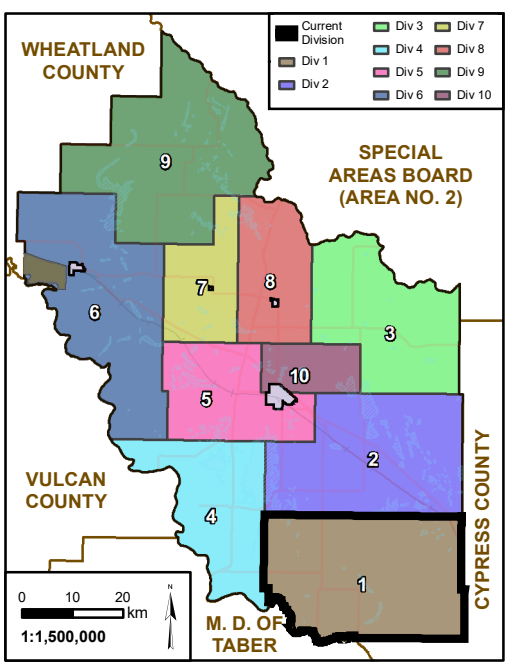 Current
Division
Div 1
Div 2
Div 3
Div 4
Div 5
Div 6
Div 7
Div 8
Div 9
Div 10
WHEATLAND
COUNTY
SPECIAL
AREAS BOARD
(AREA NO. 2)
9
7
8
6
3
10
5
2
VULCAN
COUNTY
CYPRESS COUNTY
4
1
0 10 20
km
1:1,500,000
N
M. D. OF
TABER